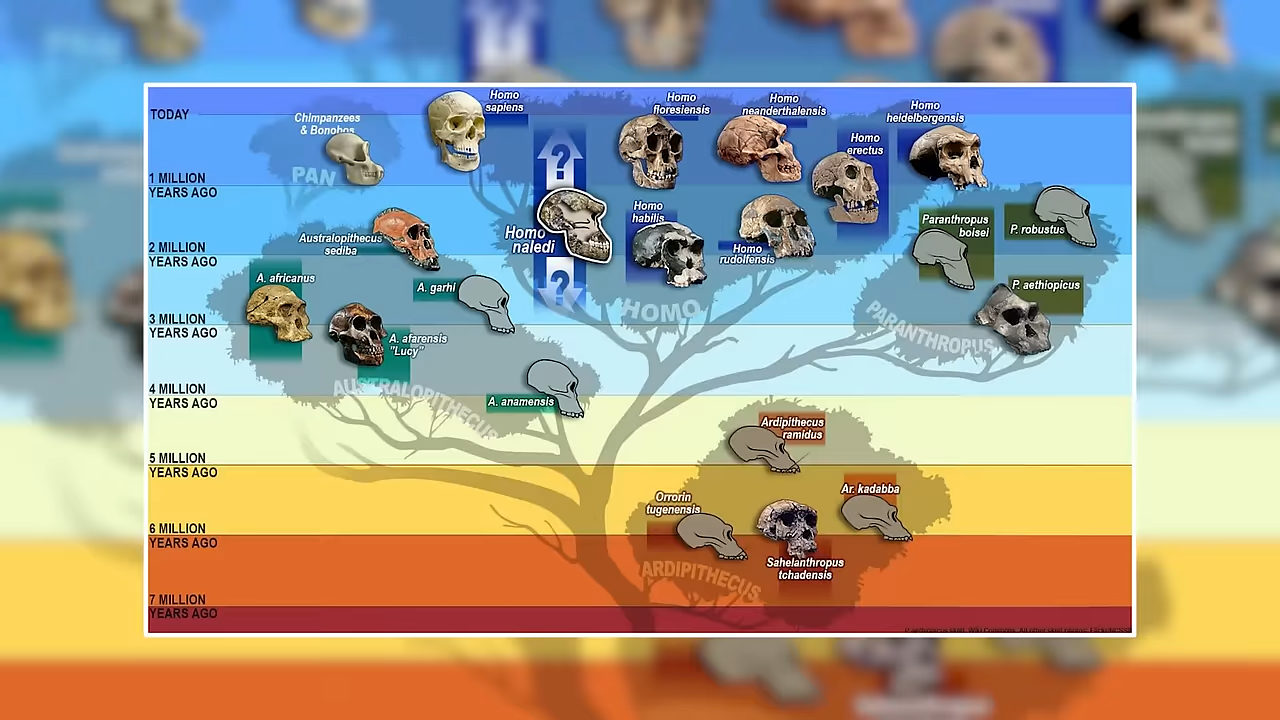 TODAY
1 MILLION
YEARS AGO
2 MILLION
YEARS AGO
3 MILLION
YEARS AGO
4 MILLION
YEARS AGO
5 MILLION
YEARS AGO
6 MILLION
YEARS AGO
7 MILLION
YEARS AGO
Chimpanzees
& Bonobos
PAN
Homo
sapiens
?
Homo
naledi
?
Homo
floresiensis
Homo
neanderthalensis
Homo
erectus
Homo
heidelbergensis
Homo
habilis
Homo
rudolfensis
HOMO
Paranthropus
boisei
P. robustus
P. aethiopicus
PARANTHROPUS
Australopithecus
sediba
A. africanus
A. garhi
A. afarensis
"Lucy"
A. anamensis
AUSTRALOPITHECUS
Ardipithecus
ramidus
Orrorin
tugenensis
Ar. kadabba
Sahelanthropus
tchadensis
ARDIPITHECUS